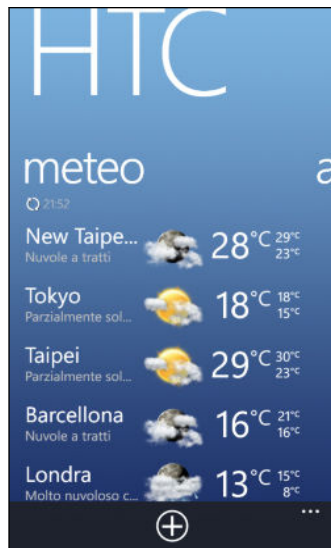 HTC
meteo
a
21:52
New Taipe...
Nuvole a tratti
28°C
29°C
23°C
Tokyo
Parzialmente sol...
18°C
18°C
15°C
Taipei
Parzialmente sol...
29°C
30°C
23°C
Barcellona
Nuvole a tratti
16°C
21°C
16°C
Londra
Molto nuvoloso c...
13°C
15°C
8°C
...